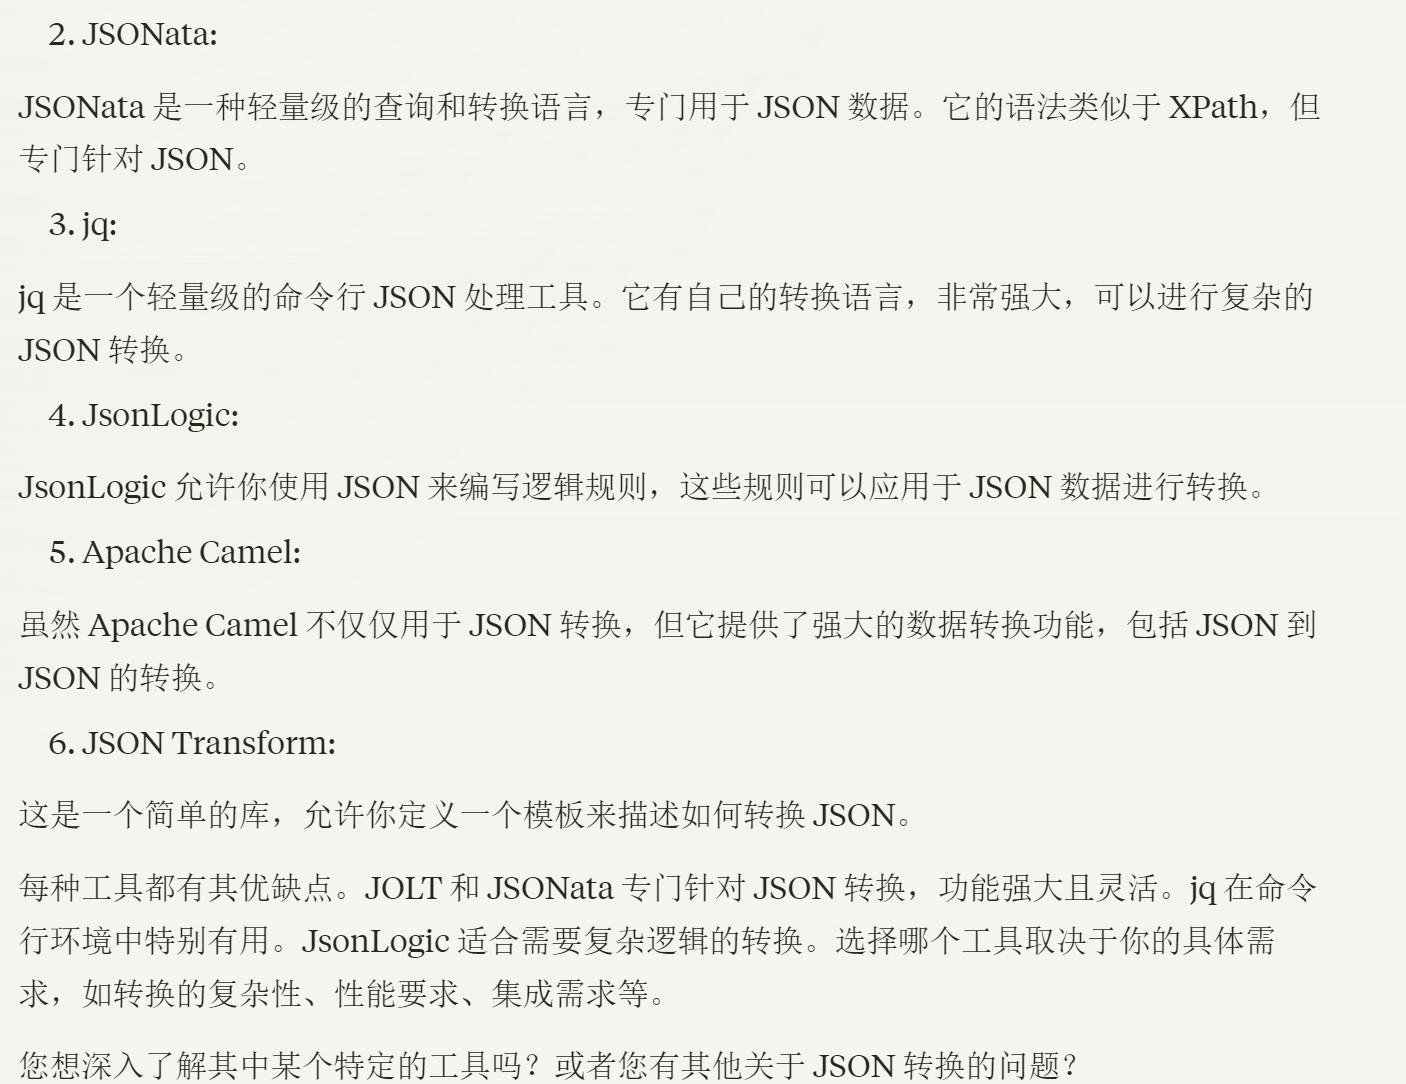 2. JSONata:
JSONata 是一种轻量级的查询和转换语言，专门用于 JSON 数据。它的语法类似于 XPath，但
专门针对 JSON。
3. jq:
jq 是一个轻量级的命令行 JSON 处理工具。它有自己的转换语言，非常强大，可以进行复杂的
JSON 转换。
4. JsonLogic:
JsonLogic 允许你使用 JSON 来编写逻辑规则，这些规则可以应用于 JSON 数据进行转换。
5. Apache Camel:
虽然 Apache Camel 不仅仅用于 JSON 转换，但它提供了强大的数据转换功能，包括 JSON 到
JSON 的转换。
6. JSON Transform:
这是一个简单的库，允许你定义一个模板来描述如何转换 JSON。
每种工具都有其优缺点。JOLT 和 JSONata 专门针对 JSON 转换，功能强大且灵活。jq 在命令
行环境中特别有用。JsonLogic 适合需要复杂逻辑的转换。选择哪个工具取决于你的具体需
求，如转换的复杂性、性能要求、集成需求等。
您想深入了解其中某个特定的工具吗？或者您有其他关于 JSON 转换的问题？